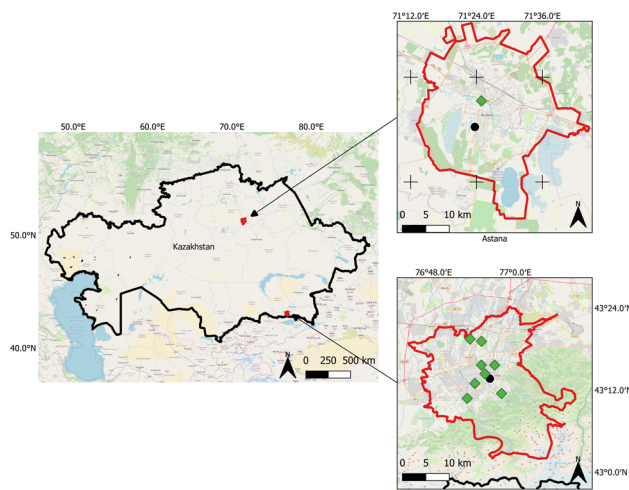 71°12.0'E 71°24.0'E 71°36.0'E
50.0°E 60.0°E 70.0°E 80.0°E
50.0°N
40.0°N
Kazakhstan
N
0 250 500 km
N
0 5 10 km
Astana
76°48.0'E 77°0.0'E
43°24.0'N
43°12.0'N
43°0.0'N
N
0 5 10 km